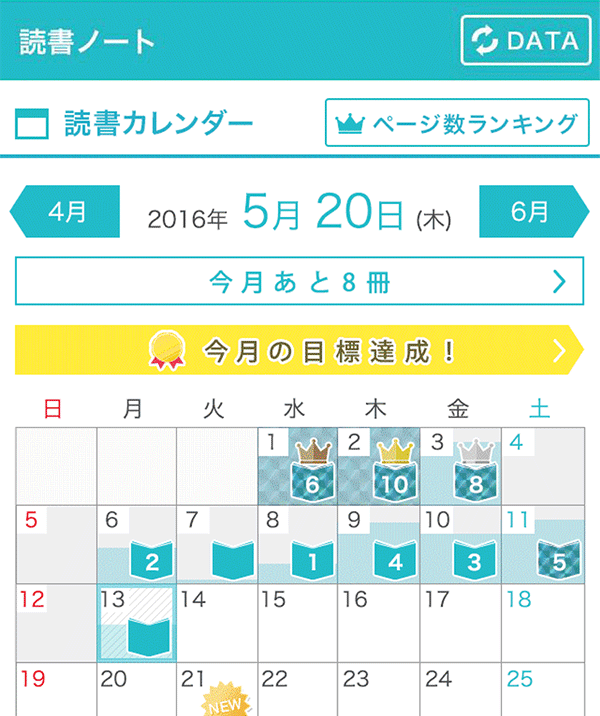 読書ノート DATA
読書カレンダー ページ数ランキング
4月 2016年 5月 20日 (木) 6月
今月あと8冊
今月の目標達成！
日 月 火 水 木 金 土
1 2 3 4
6 10 8
5 6 7 8 9 10 11
2 1 4 3 5
12 13 14 15 16 17 18
19 20 21 22 23 24 25
NEW